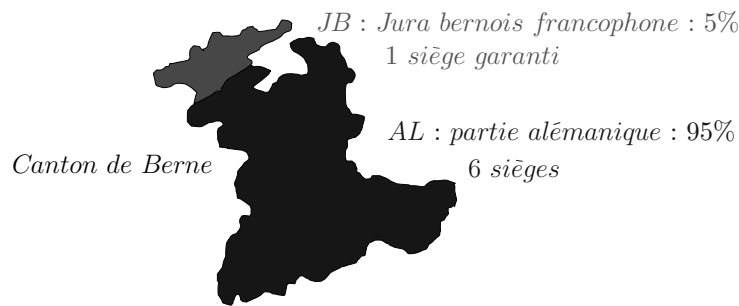 JB : Jura bernois francophone : 5%
1 siège garanti
AL : partie alémanique : 95%
Canton de Berne
6 sièges